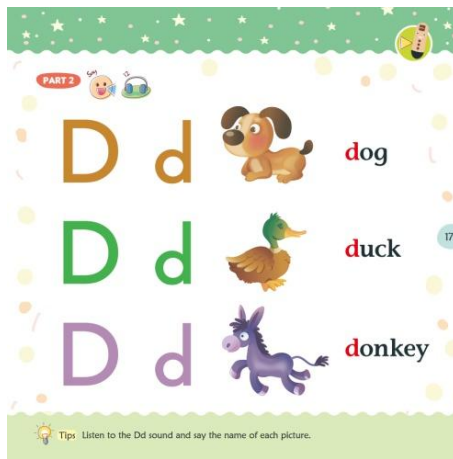 PART 2
Say
D d dog
D d duck
17
D d donkey
Tips Listen to the Dd sound and say the name of each picture.